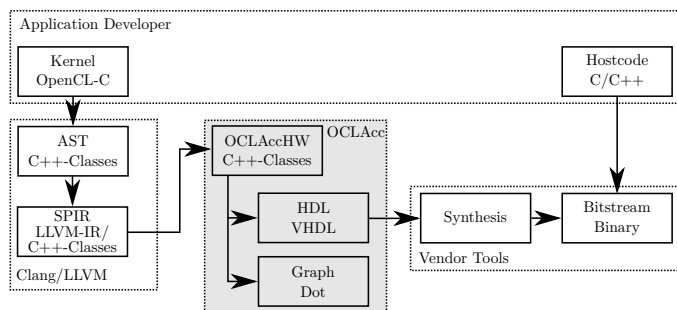 Application Developer
Kernel
OpenCL-C
Hostcode
C/C++
AST
C++-Classes
SPIR
LLVM-IR/
C++-Classes
Clang/LLVM
OCLAcc
OCLAccHW
C++-Classes
HDL
VHDL
Graph
Dot
Synthesis
Bitstream
Binary
Vendor Tools